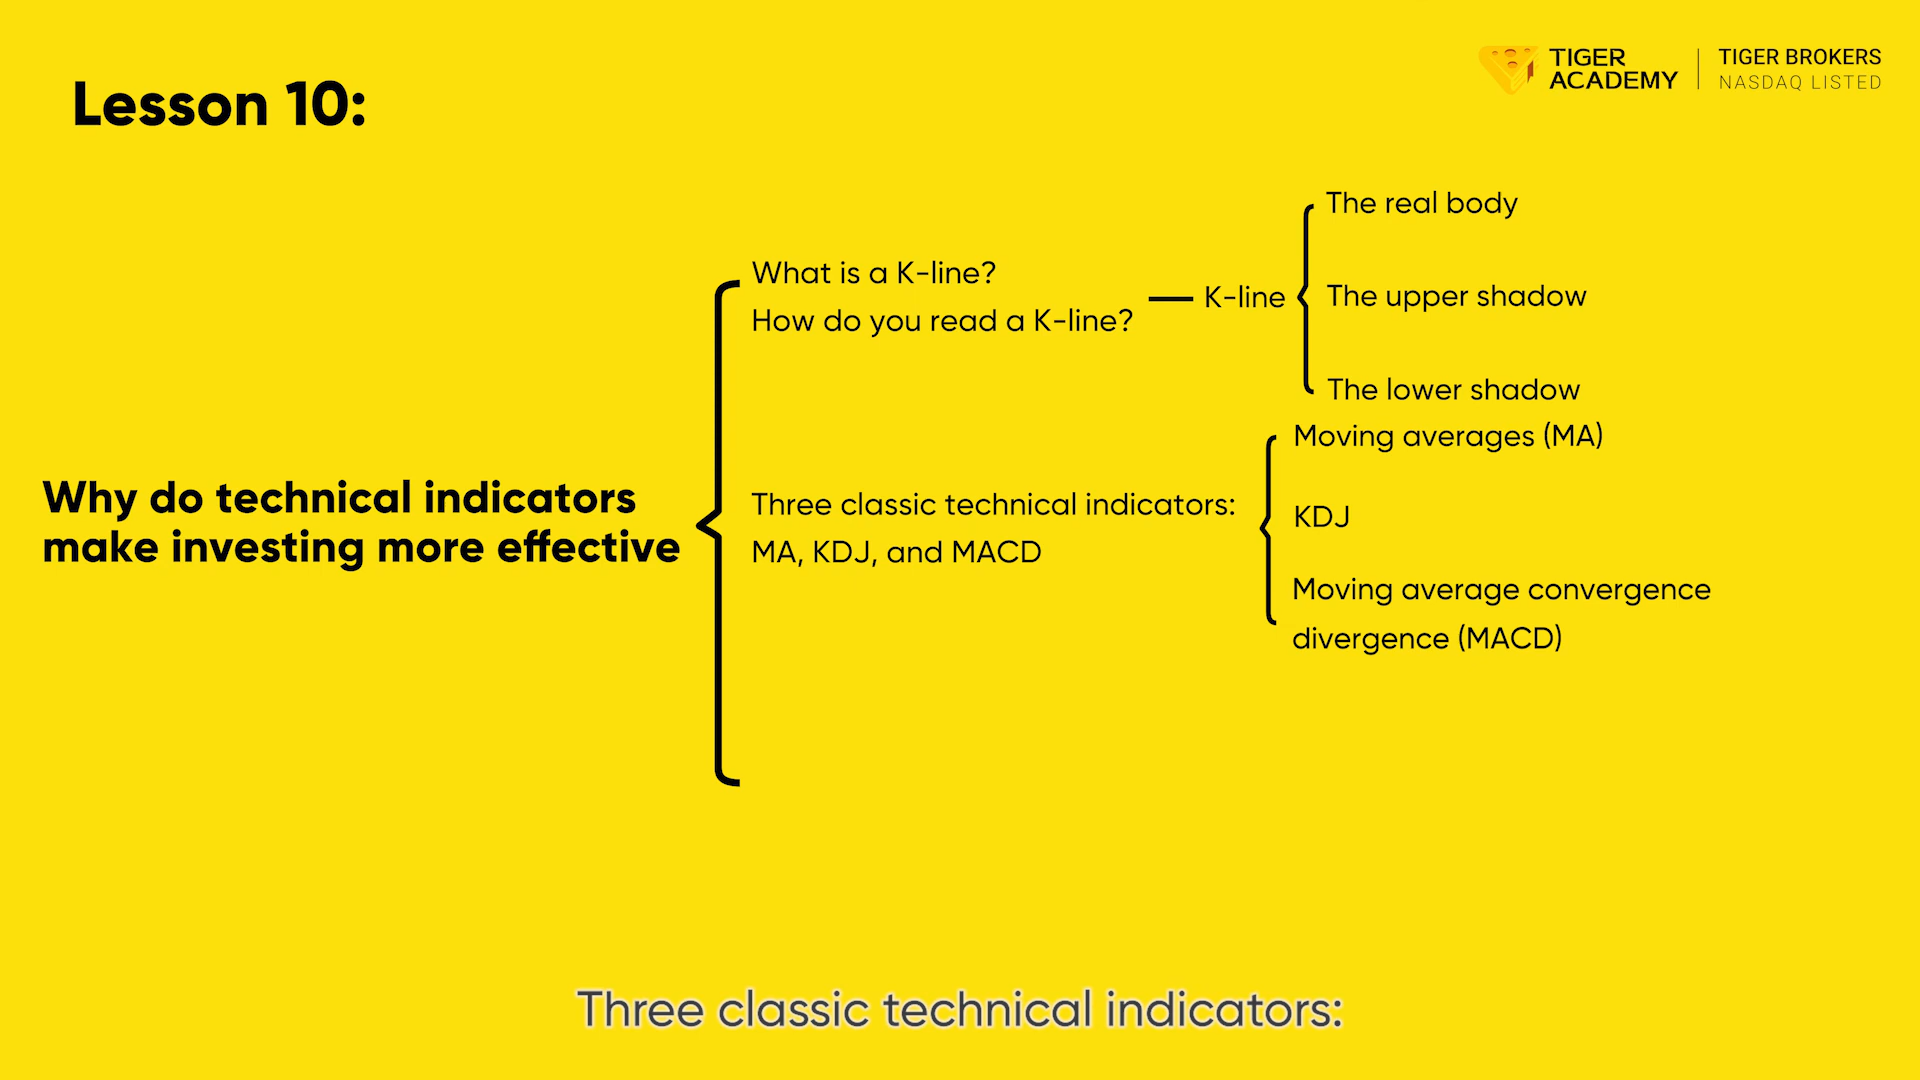 Lesson 10:
TIGER ACADEMY
TIGER BROKERS
NASDAQ LISTED
Why do technical indicators
make investing more effective
What is a K-line?
How do you read a K-line?
K-line
The real body
The upper shadow
The lower shadow
Three classic technical indicators:
MA, KDJ, and MACD
Moving averages (MA)
KDJ
Moving average convergence
divergence (MACD)
Three classic technical indicators: